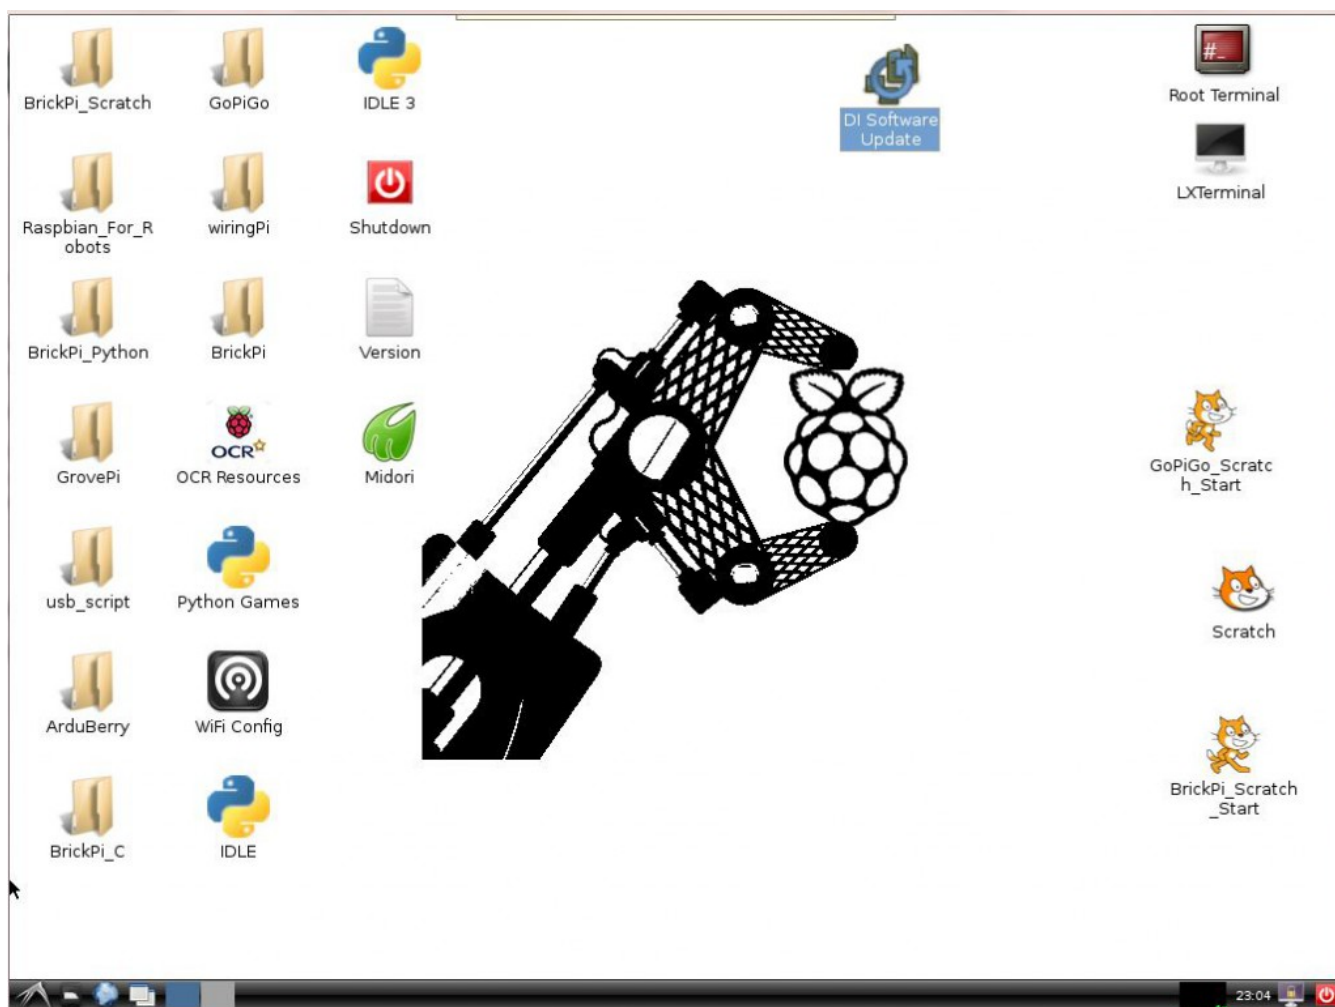 BrickPi_Scratch
GoPiGo
IDLE 3
DI Software
Update
#_
Root Terminal
LXTerminal
Raspbian_For_R
obots
wiringPi
Shutdown
BrickPi_Python
BrickPi
Version
GrovePi
OCR
OCR Resources
Midori
GoPiGo_Scratc
h_Start
usb_script
Python Games
Scratch
ArduBerry
WiFi Config
BrickPi_Scratch
_Start
BrickPi_C
IDLE
23:04